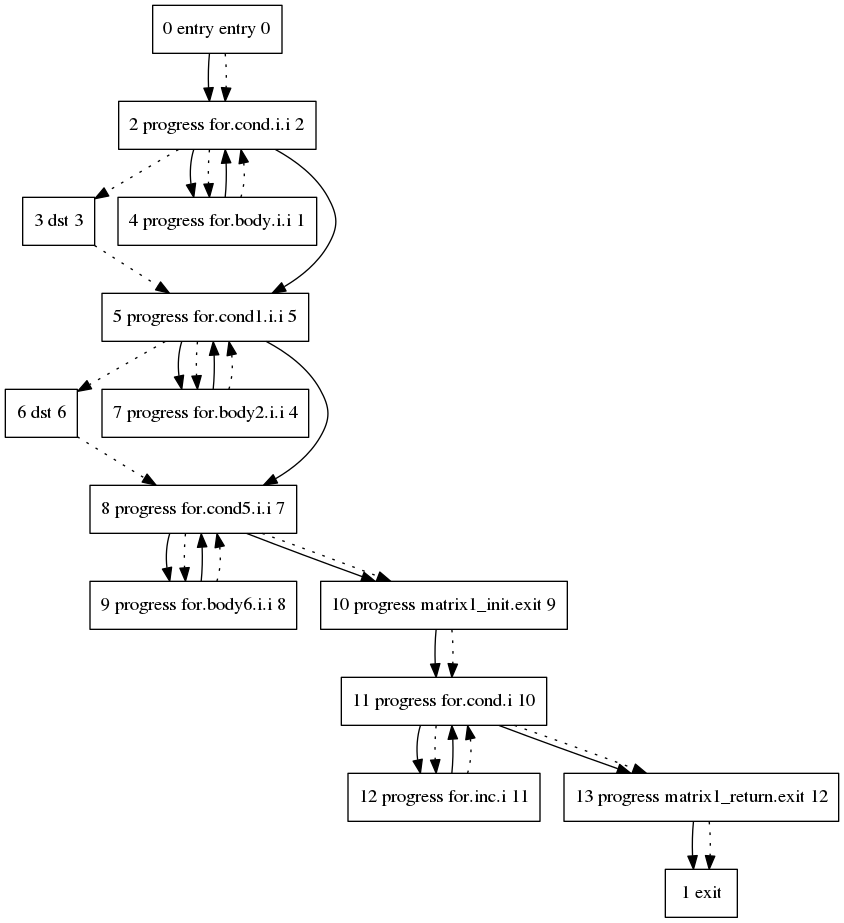 0 entry entry 0
2 progress for.cond.i.i 2
3 dst 3
4 progress for.body.i.i 1
5 progress for.cond1.i.i 5
6 dst 6
7 progress for.body2.i.i 4
8 progress for.cond5.i.i 7
9 progress for.body6.i.i 8
10 progress matrix1_init.exit 9
11 progress for.cond.i 10
12 progress for.inc.i 11
13 progress matrix1_return.exit 12
1 exit